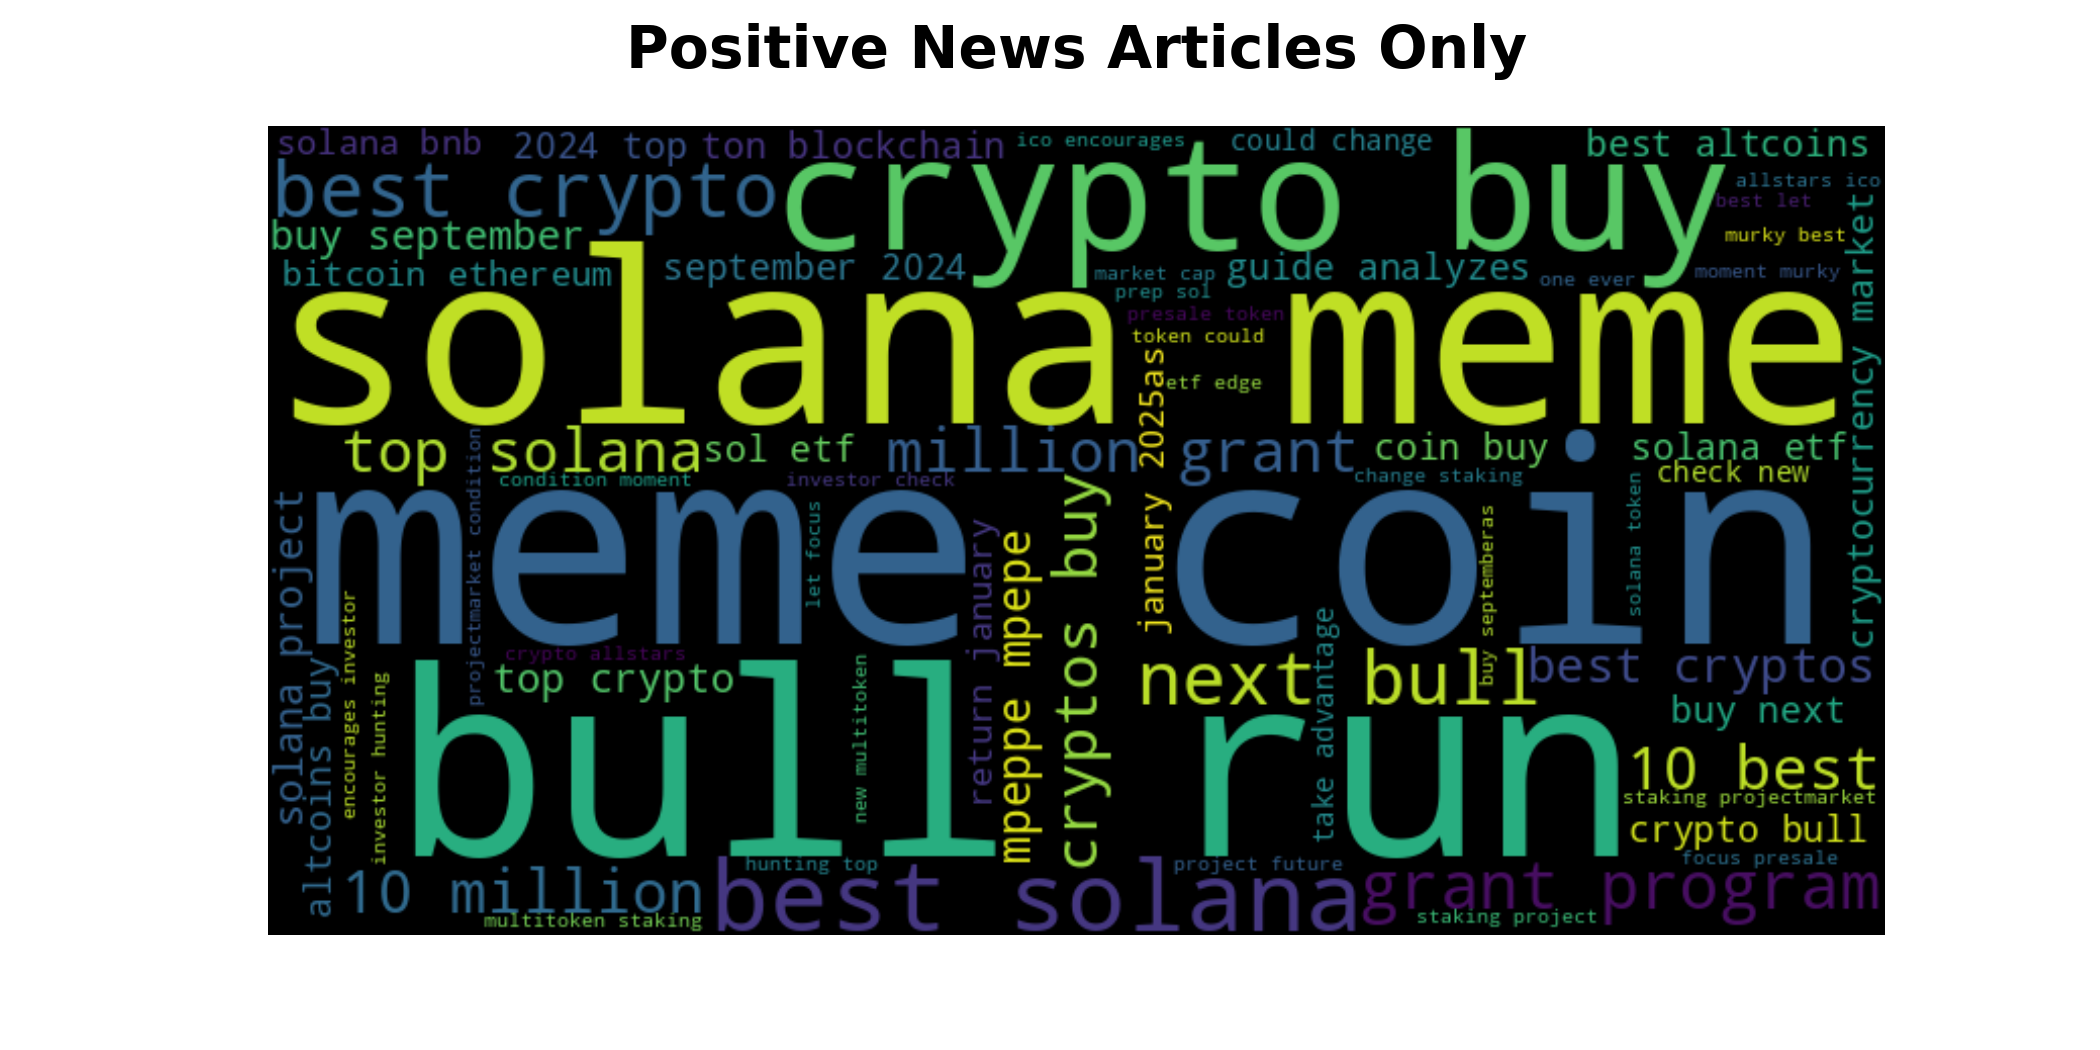 Positive News Articles Only
solana bnb
2024 top
ton blockchain
ico encourages
could change
best altcoins
best crypto
crypto buy
allstars ico
best let
buy september
murky best
bitcoin ethereum
september 2024
market cap
guide analyzes
one ever
moment murky
prep sol
presale token
token could
etf edge
solana meme
cryptocurrency market
january 2025as
top solana
sol etf
million grant
coin buy
solana etf
condition moment
investor check
change staking
check new
meme coin
solana project
projectmarket condition
let focus
return january
mpeppe mpepe
cryptos buy
buy septemberas
solana token
crypto allstars
top crypto
next bull
best cryptos
buy next
altcoins buy
encourages investor
investor hunting
new multitoken
take advantage
bull run
10 best
staking projectmarket
crypto bull
10 million
hunting top
project future
focus presale
best solana
grant program
multitoken staking
staking project